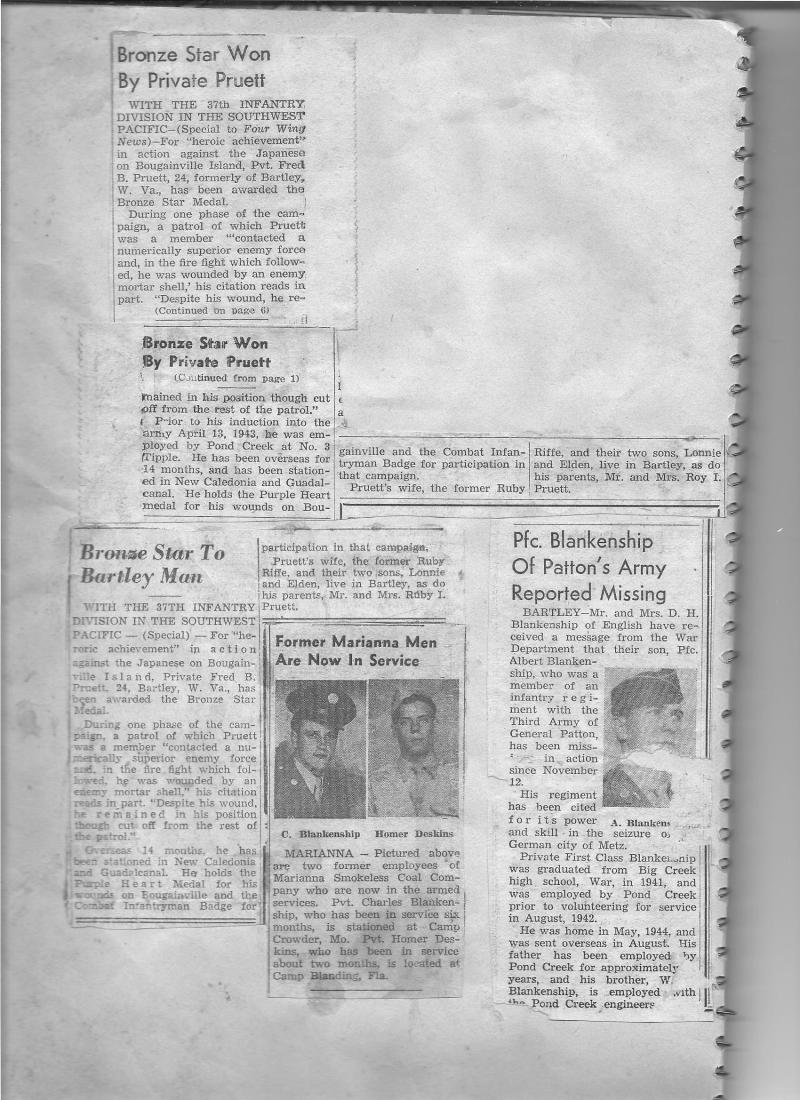 Bronze Star Won
By Private Pruett
WITH THE 37th INFANTRY
DIVISION IN THE SOUTHWEST
PACIFIC—(Special to Four Wing
News)—For "heroic achievement"
in action against the Japanese
on Bougainville Island, Pvt. Fred
B. Pruett, 24, formerly of Bartley,
W. Va., has been awarded the
Bronze Star Medal.
During one phase of the cam-
paign, a patrol of which Pruett
was a member "'contacted a
numerically superior enemy force
and, in the fire fight which follow-
ed, he was wounded by an enemy
mortar shell,' his citation reads in
part. "Despite his wound, he re-
(Continued on page 6)
Bronze Star Won
By Private Pruett
(Continued from page 1)
mained in his position though cut
off from the rest of the patrol."
Prior to his induction into the
army April 13, 1943, he was em-
ployed by Pond Creek at No. 3
Tipple. He has been overseas for
14 months, and has been station-
ed in New Caledonia and Guadal-
canal. He holds the Purple Heart
medal for his wounds on Bou-
gainville and the Combat Infan-
tryman Badge for participation in
that campaign.
Pruett's wife, the former Ruby
Riffe, and their two sons, Lonnie
and Elden, live in Bartley, as do
his parents, Mr. and Mrs. Roy I.
Pruett.
Bronze Star To
Bartley Man
WITH THE 37TH INFANTRY
DIVISION IN THE SOUTHWEST
PACIFIC — (Special) — For "he-
roric achievement" in action
against the Japanese on Bougain-
ville Island, Private Fred B.
Pruett, 24, Bartley, W. Va., has
been awarded the Bronze Star
Medal.
During one phase of the cam-
paign, a patrol of which Pruett
was a member "contacted a nu-
merically superior enemy force
and, in the fire fight which fol-
lowed, he was wounded by an
enemy mortar shell," his citation
reads in part. "Despite his wound,
he remained in his position
though cut off from the rest of
the patrol."
Overseas 14 months, he has
been stationed in New Caledonia
and Guadalcanal. He holds the
Purple Heart Medal for his
wounds on Bougainville and the
Combat Infantryman Badge for
participation in that campaign.
Pruett's wife, the former Ruby
Riffe, and their two sons, Lonnie
and Elden, live in Bartley, as do
his parents, Mr. and Mrs. Ruby I.
Pruett.
Former Marianna Men
Are Now In Service
C. Blankenship Homer Deskins
MARIANNA — Pictured above
are two former employees of
Marianna Smokeless Coal Com-
pany who are now in the armed
services. Pvt. Charles Blanken-
ship, who has been in service six
months, is stationed at Camp
Crowder, Mo. Pvt. Homer Des-
kins, who has been in service
about two months, is located at
Camp Blanding, Fla.
Pfc. Blankenship
Of Patton's Army
Reported Missing
BARTLEY—Mr. and Mrs. D. H.
Blankenship of English have re-
ceived a message from the War
Department that their son, Pfc.
Albert Blanken-
ship, who was a
member of an
infantry regi-
ment with the
Third Army of
General Patton,
has been miss-
in action
since November
12.
His regiment
has been cited
for its power
A. Blankens
and skill in the seizure o
German city of Metz.
Private First Class Blankenship
was graduated from Big Creek
high school, War, in 1941, and
was employed by Pond Creek
prior to volunteering for service
in August, 1942.
He was home in May, 1944, and
was sent overseas in August. His
father has been employed by
Pond Creek for approximately
years, and his brother, W.
Blankenship, is employed with
the Pond Creek engineers